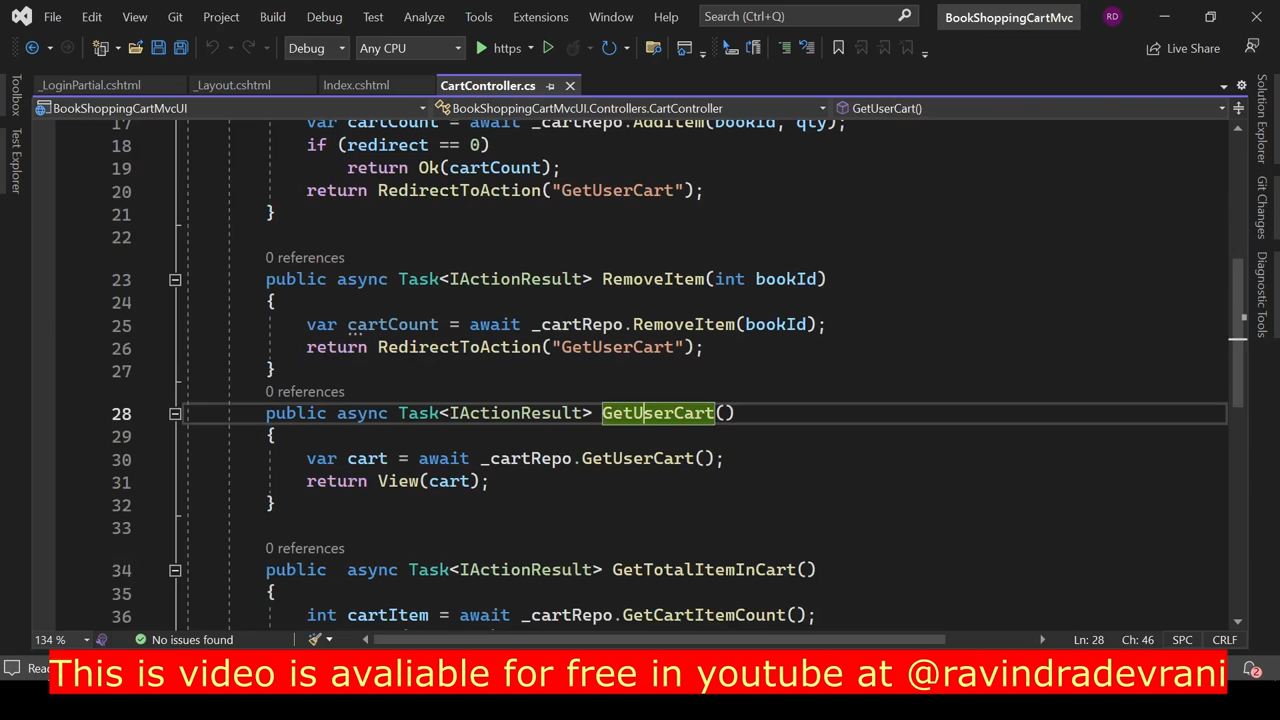 File Edit View Git Project Build Debug Test Analyze Tools Extensions Window Help Search (Ctrl+Q) BookShoppingCartMvc RD
Debug Any CPU https Live Share
_LoginPartial.cshtml _Layout.cshtml Index.cshtml CartController.cs
BookShoppingCartMvcUI BookShoppingCartMvcUI.Controllers.CartController GetUserCart()
Toolbox
Test Explorer
Solution Explorer
Git Changes
Diagnostic Tools
17 var cartCount = await _cartRepo.AddItem(bookId, qty);
18 if (redirect == 0)
19 return Ok(cartCount);
20 return RedirectToAction("GetUserCart");
21 }
22
0 references
23 public async Task<IActionResult> RemoveItem(int bookId)
24 {
25 var cartCount = await _cartRepo.RemoveItem(bookId);
26 return RedirectToAction("GetUserCart");
27 }
0 references
28 public async Task<IActionResult> GetUserCart()
29 {
30 var cart = await _cartRepo.GetUserCart();
31 return View(cart);
32 }
33
0 references
34 public  async Task<IActionResult> GetTotalItemInCart()
35 {
36 int cartItem = await _cartRepo.GetCartItemCount();
134 % No issues found Ln: 28 Ch: 46 SPC CRLF
This is video is avaliable for free in youtube at @ravindradevrani
2